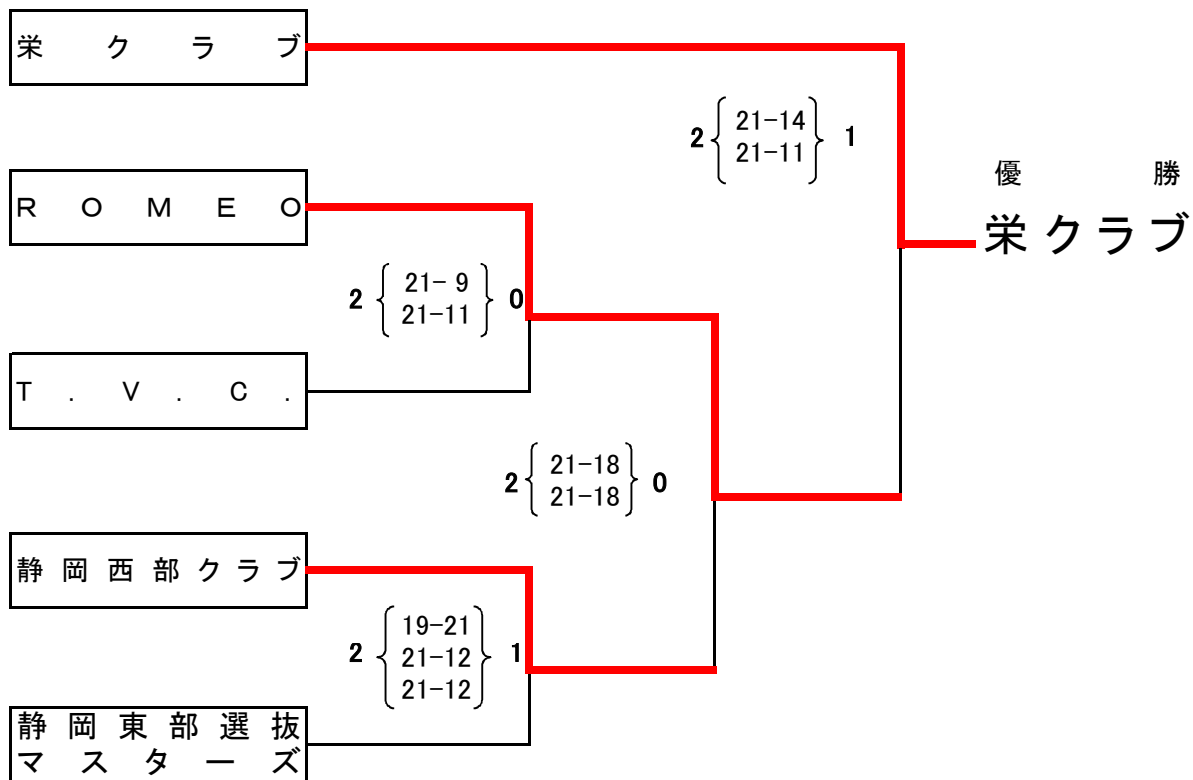 栄クラブ
2 21-14 1
21-11
優勝
栄クラブ
ROMEO
2 21- 9 0
21-11
T.V.C.
2 21-18 0
21-18
静岡西部クラブ
19-21
2 21-12 1
21-12
静岡東部選抜
マスターズ